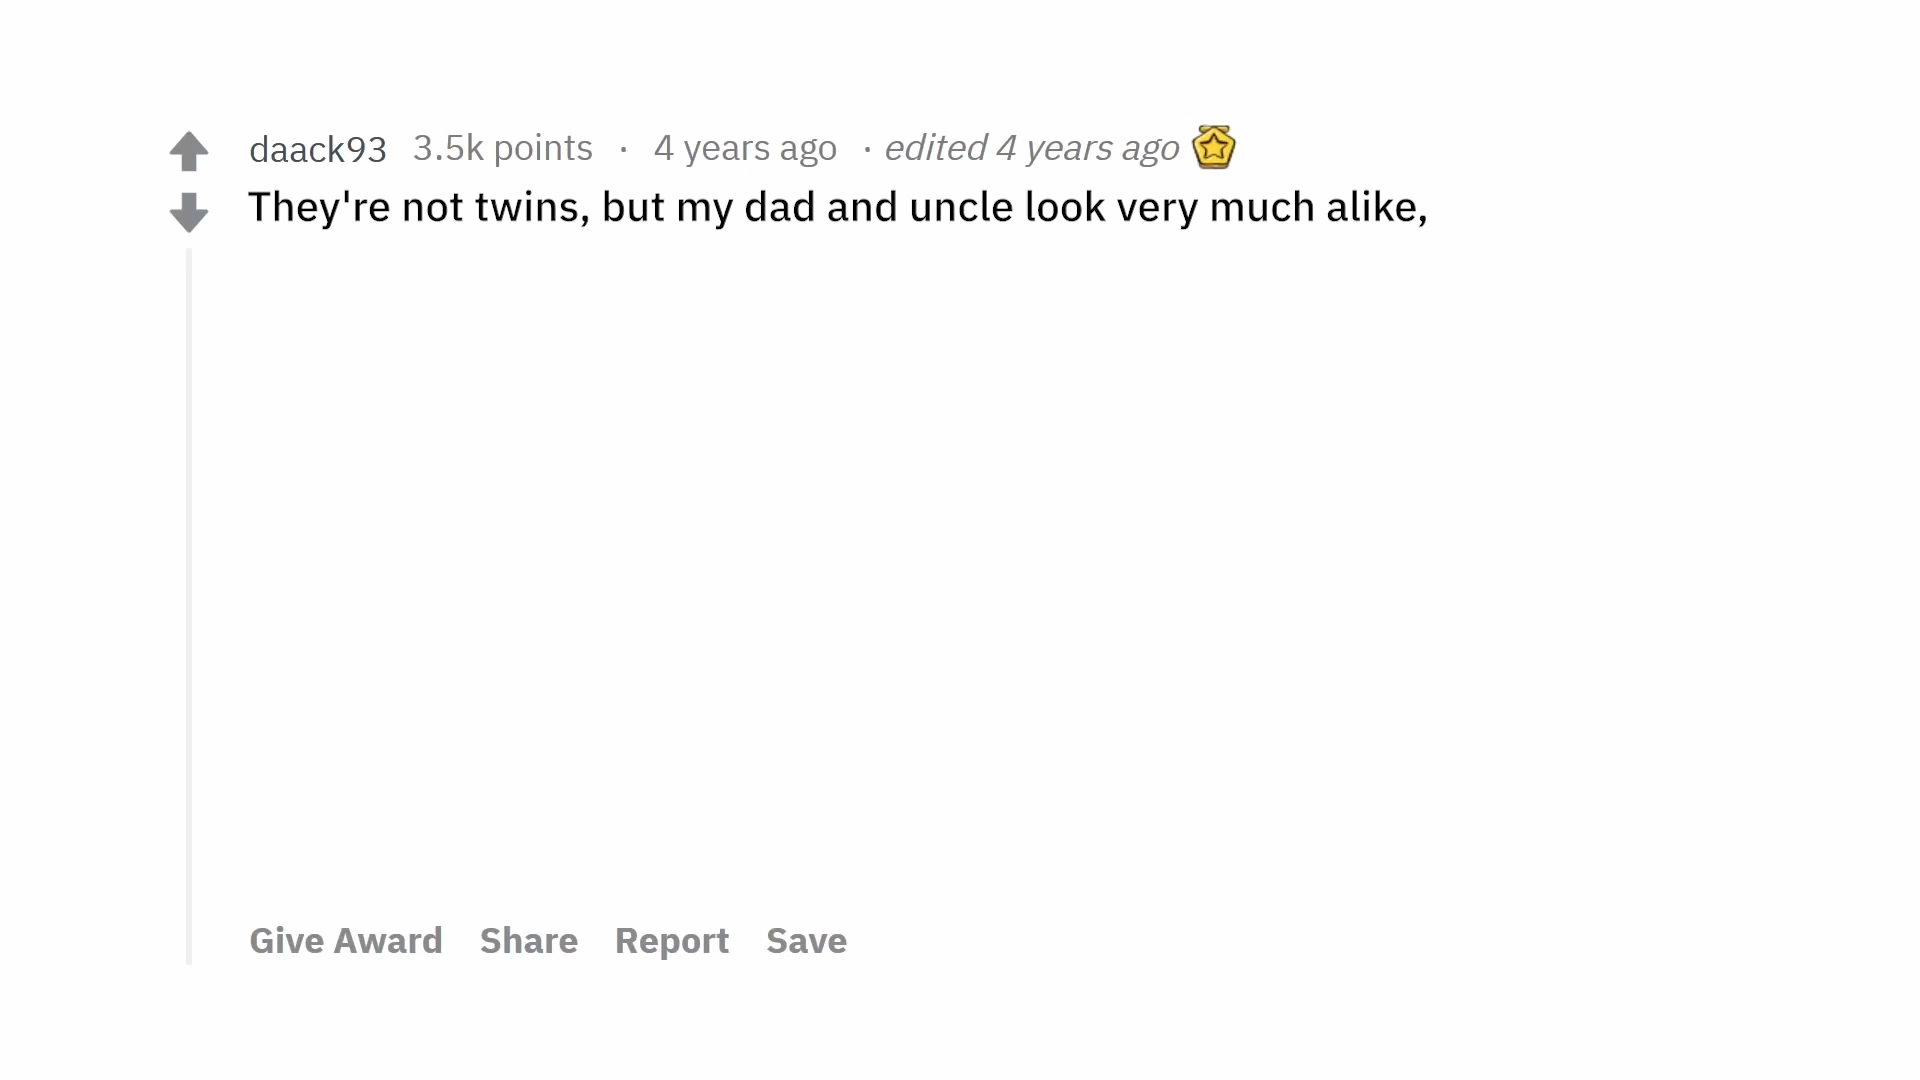 daack93 3.5k points · 4 years ago · edited 4 years ago
They're not twins, but my dad and uncle look very much alike,
Give Award Share Report Save